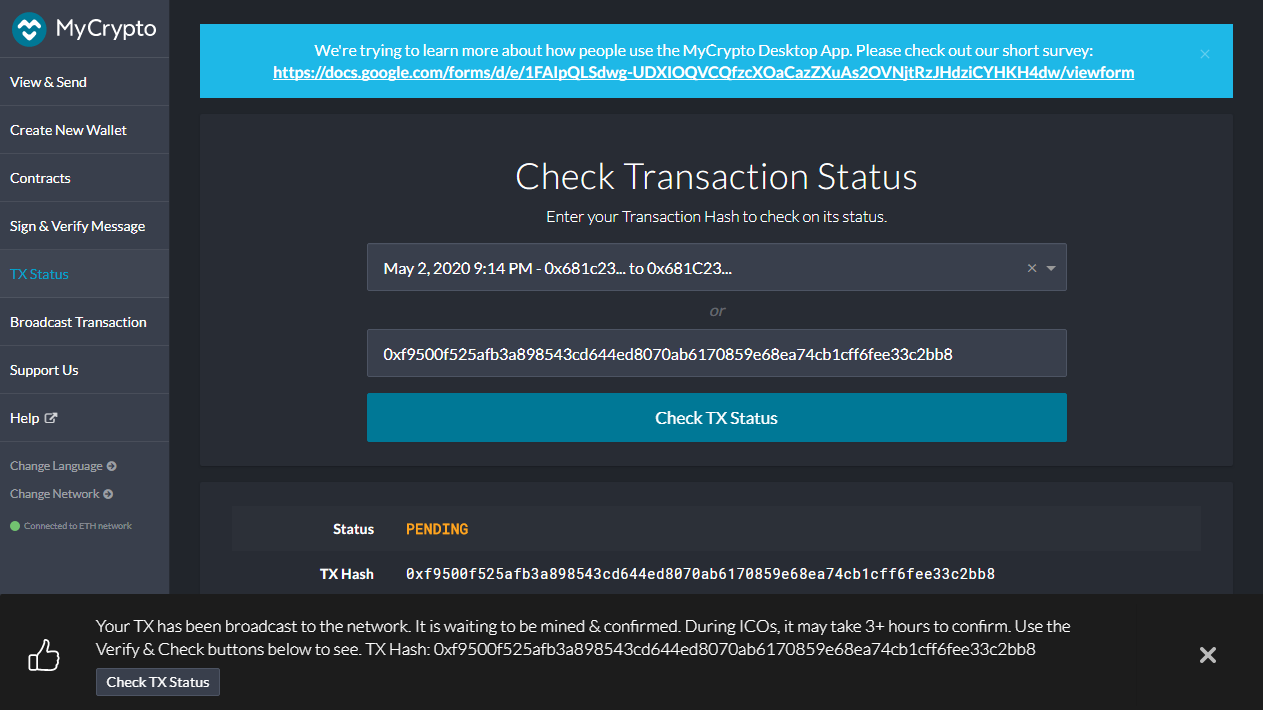 MyCrypto
View & Send
Create New Wallet
Contracts
Sign & Verify Message
TX Status
Broadcast Transaction
Support Us
Help
Change Language
Change Network
Connected to ETH network
We're trying to learn more about how people use the MyCrypto Desktop App. Please check out our short survey:
https://docs.google.com/forms/d/e/1FAIpQLSdwg-UDXIOQVCQfzcXOaCazZXuAs2OVNjtRzJHdziCYHKH4dw/viewform
Check Transaction Status
Enter your Transaction Hash to check on its status.
May 2, 2020 9:14 PM - 0x681c23... to 0x681C23...
or
0xf9500f525afb3a898543cd644ed8070ab6170859e68ea74cb1cff6fee33c2bb8
Check TX Status
Status PENDING
TX Hash 0xf9500f525afb3a898543cd644ed8070ab6170859e68ea74cb1cff6fee33c2bb8
Your TX has been broadcast to the network. It is waiting to be mined & confirmed. During ICOs, it may take 3+ hours to confirm. Use the
Verify & Check buttons below to see. TX Hash: 0xf9500f525afb3a898543cd644ed8070ab6170859e68ea74cb1cff6fee33c2bb8
Check TX Status